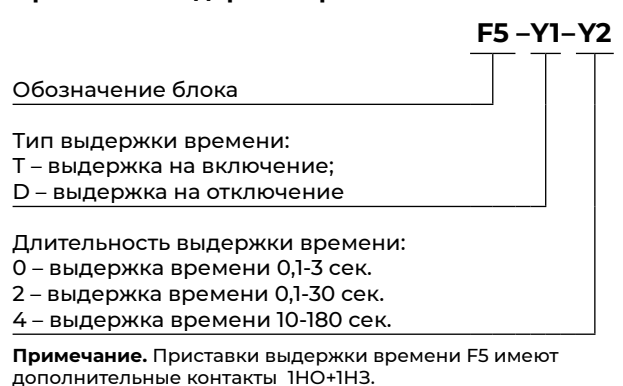 F5 –Y1–Y2
Обозначение блока
Тип выдержки времени:
T – выдержка на включение;
D – выдержка на отключение
Длительность выдержки времени:
0 – выдержка времени 0,1-3 сек.
2 – выдержка времени 0,1-30 сек.
4 – выдержка времени 10-180 сек.
Примечание. Приставки выдержки времени F5 имеют
дополнительные контакты 1НО+1НЗ.